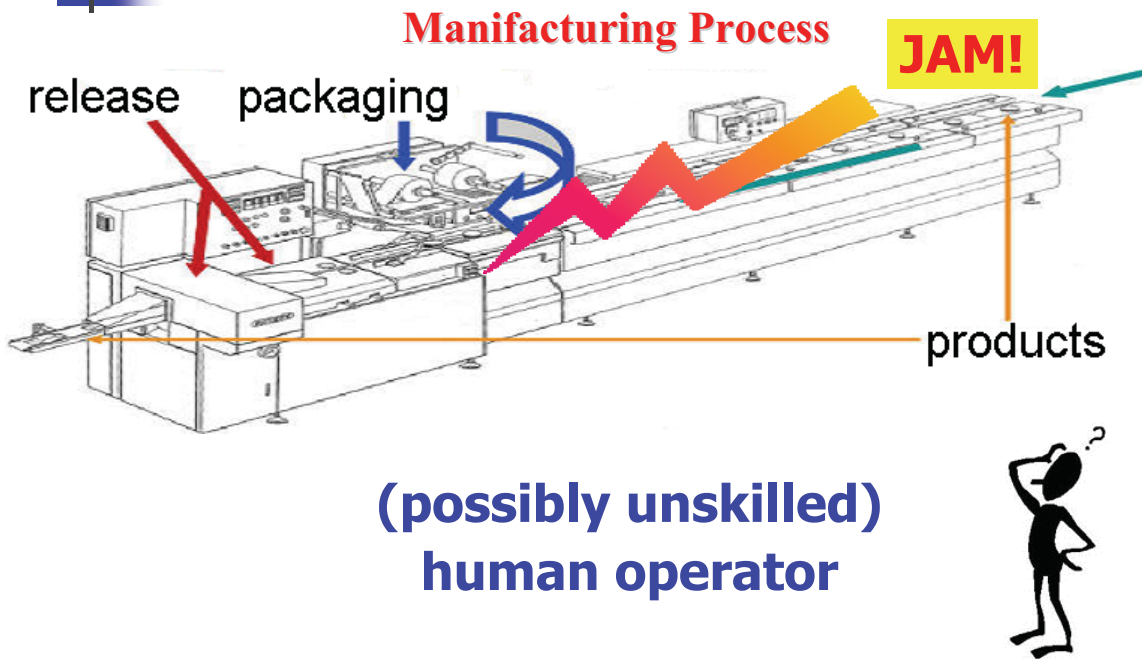 Manifacturing Process
JAM!
release packaging
products
(possibly unskilled)
human operator
?